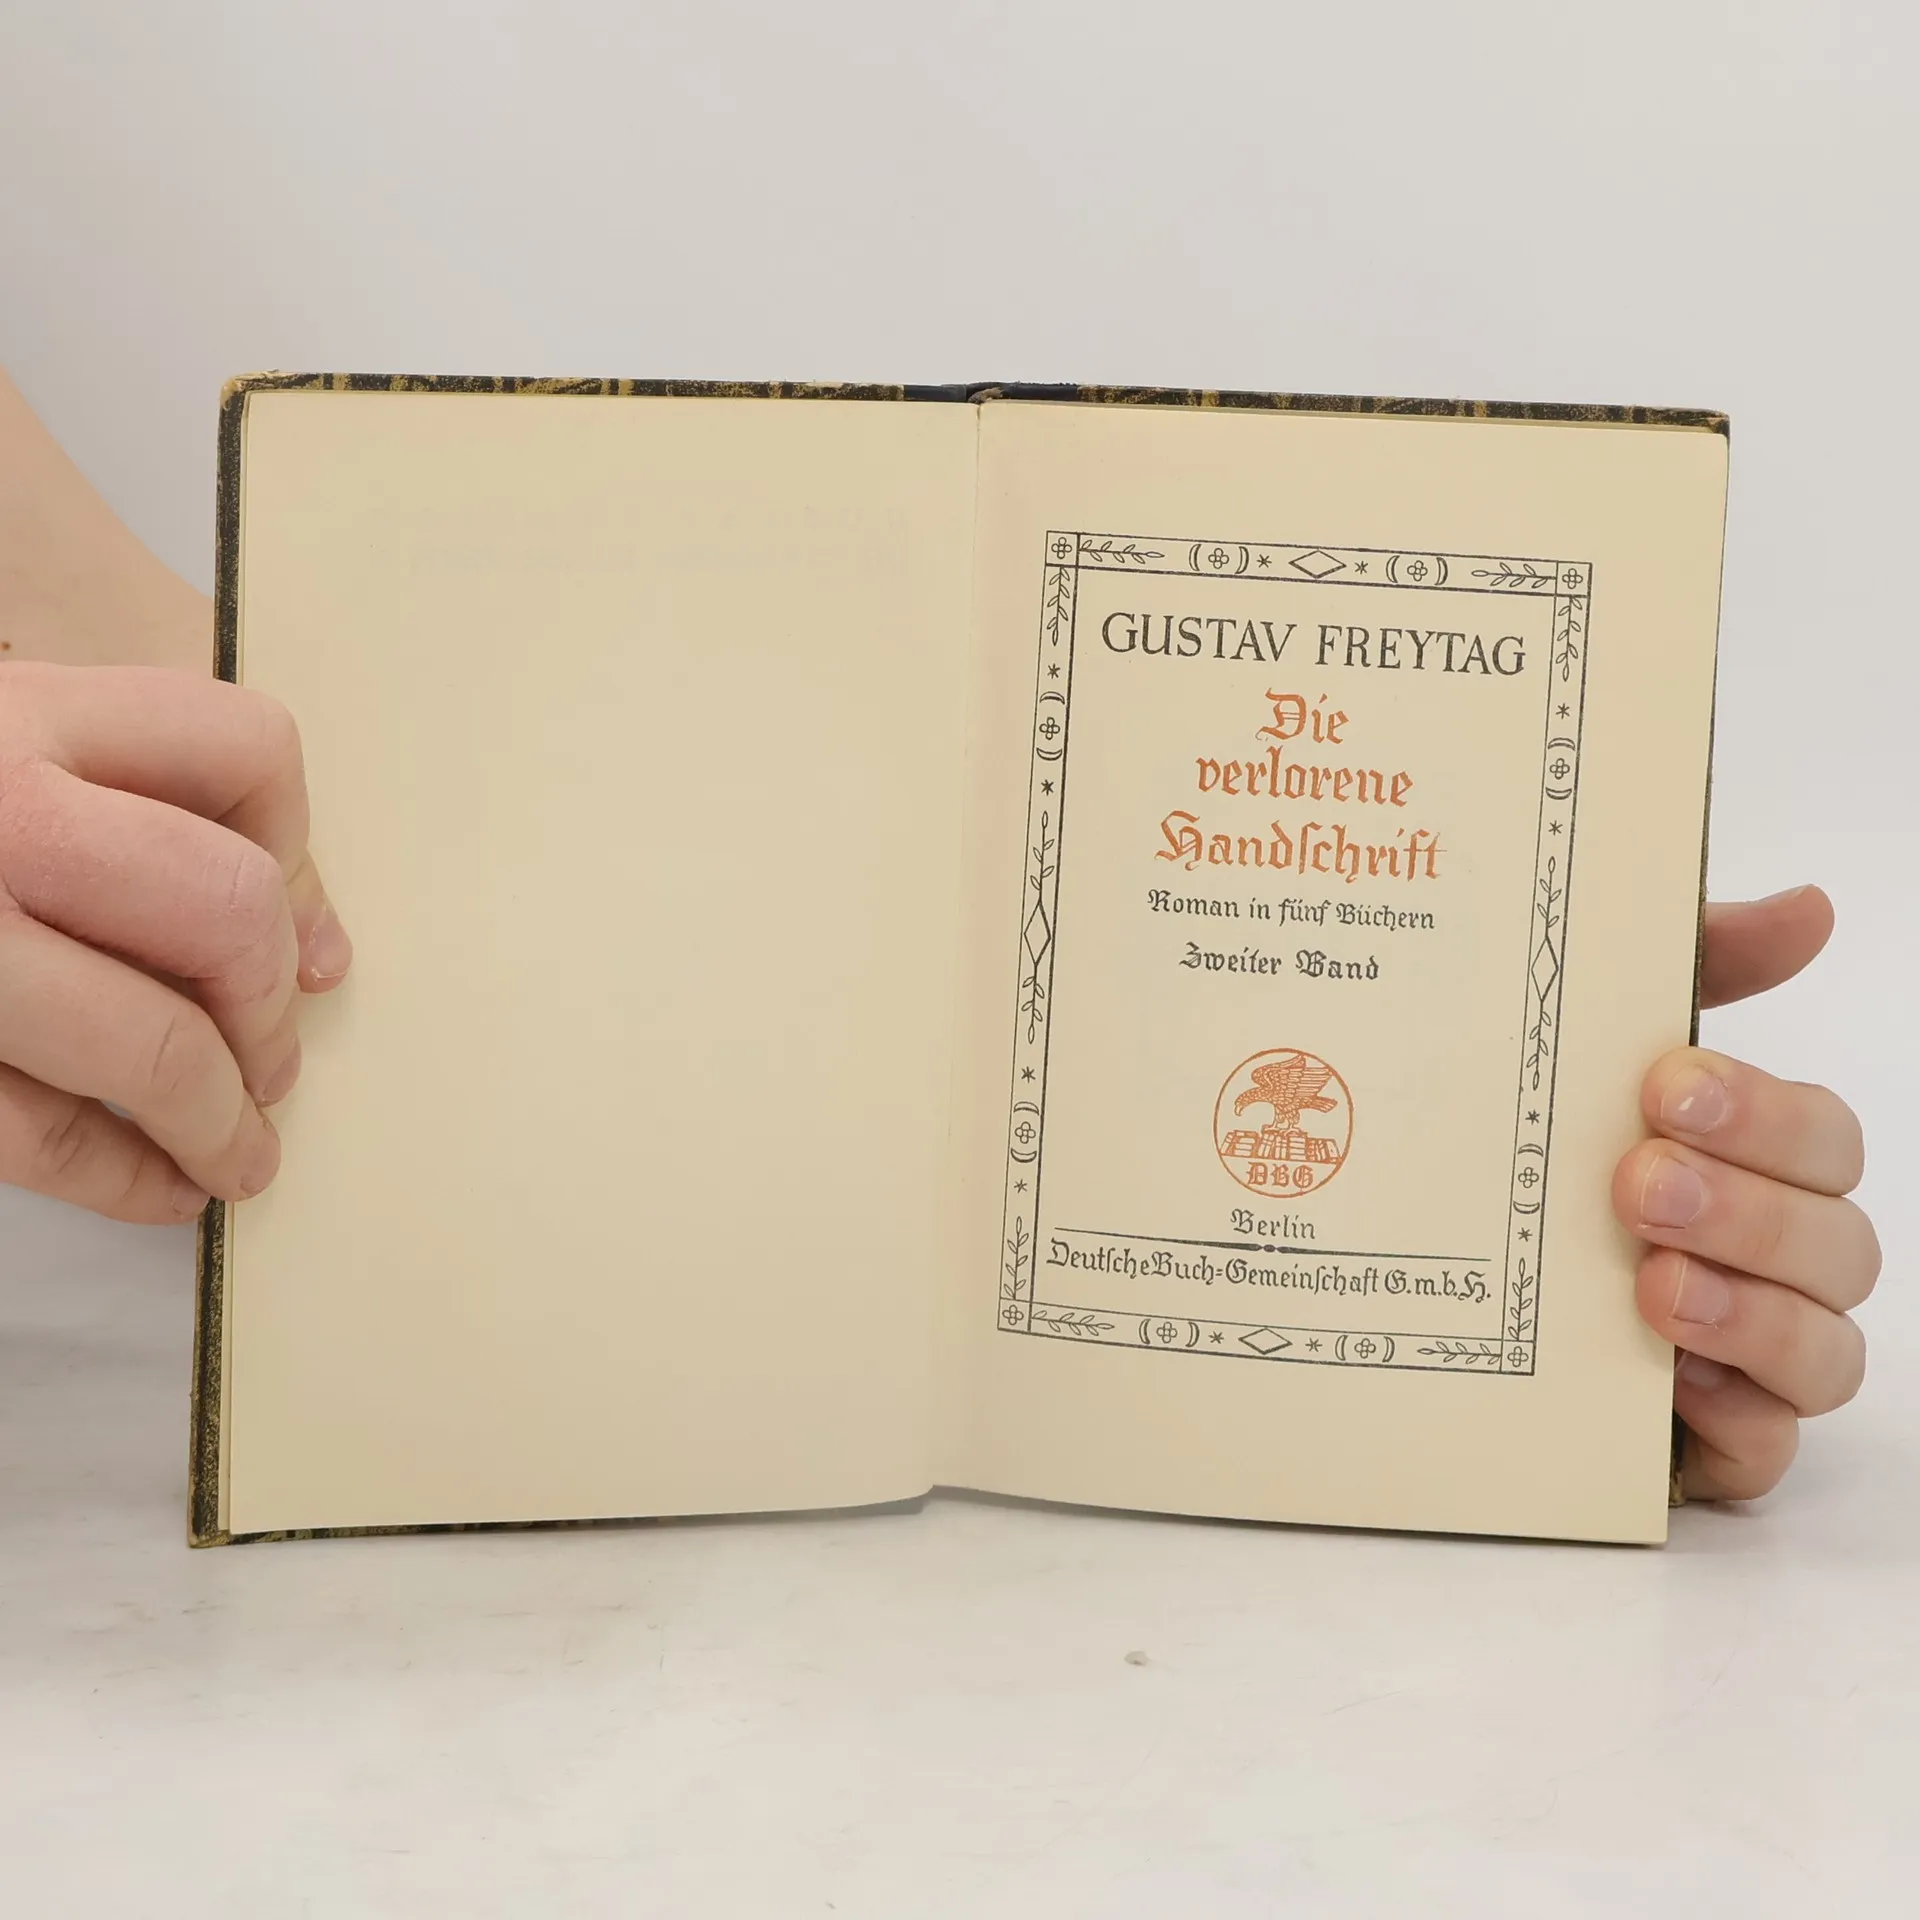 GUSTAV FREYTAG
Die
verlorene
Handschrift
Roman in fünf Büchern
Zweiter Band
DBG
Berlin
Deutsche Buch-Gemeinschaft G.m.b.H.